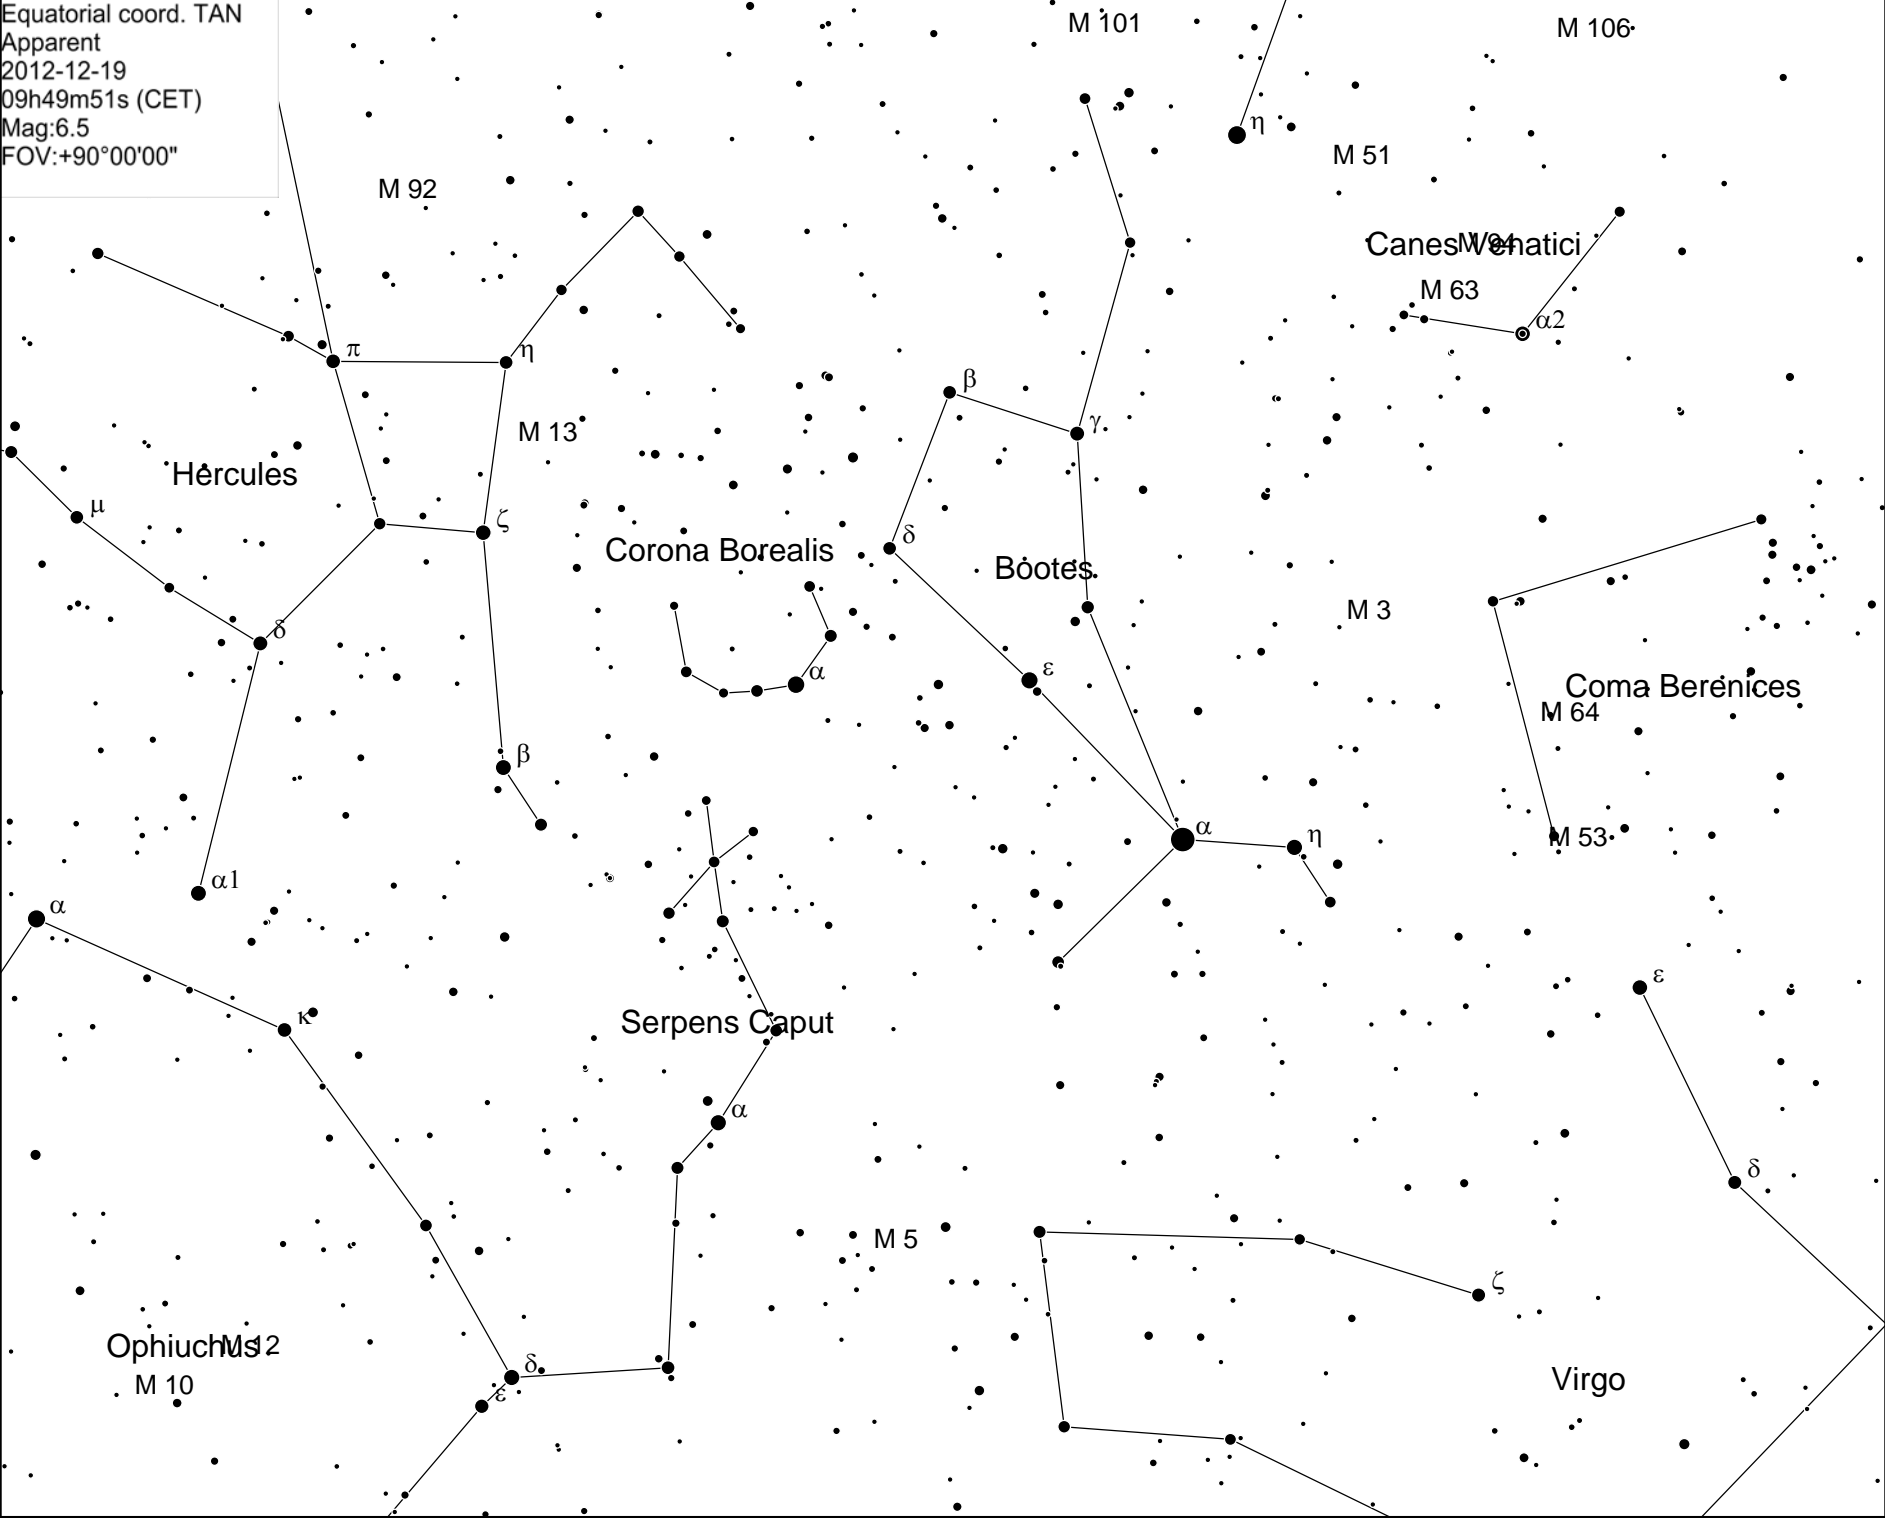 Equatorial coord. TAN
Apparent
2012-12-19
09h49m51s (CET)
Mag:6.5
FOV:+90°00'00"
M 101
M 106
η
M 51
M 92
Canes Venatici
M 94
M 63
α2
π
η
β
γ
M 13
Hercules
μ
ζ
δ
Corona Borealis
Bootes
M 3
δ
α
ε
Coma Berenices
M 64
β
α
η
M 53
α1
α
ε
κ
Serpens Caput
α
δ
M 5
ζ
Ophiuchus
M 12
δ
M 10
ε
Virgo